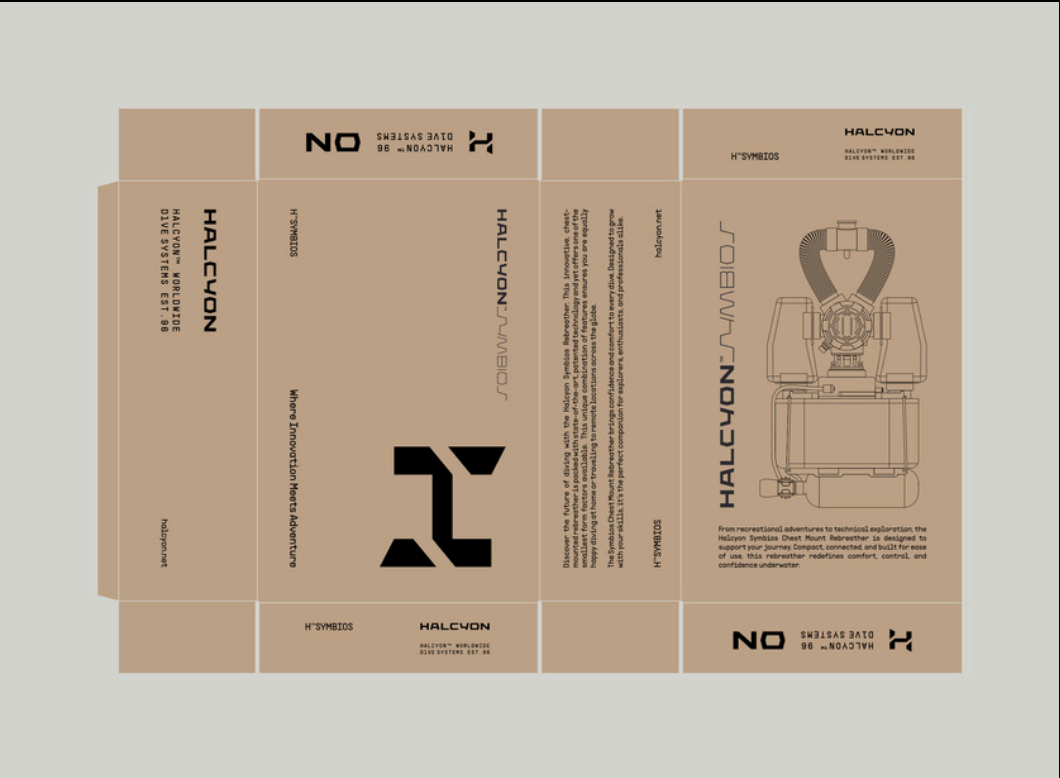 H
HALCYON™ 96
DIVE SYSTEMS
ON
H™SYMBIOS
HALCYON
HALCYON™ WORLDWIDE
DIVE SYSTEMS EST.96
HALCYON
HALCYON™ WORLDWIDE
DIVE SYSTEMS EST.96
halcyon.net
HALCYON™SYMBIOS
H™SYMBIOS
Where Innovation Meets Adventure
Discover the future of diving with the Halcyon Symbios Rebreather. This innovative, chest-
mounted rebreather is packed with state-of-the-art, patented technology and yet offers one of the
smallest form factors available. This unique combination of features ensures you are equally
happy diving at home or traveling to remote locations across the globe.
The Symbios Chest Mount Rebreather brings confidence and comfort to every dive. Designed to grow
with your skills, it's the perfect companion for explorers, enthusiasts, and professionals alike.
H™SYMBIOS
halcyon.net
HALCYON™SYMBIOS
From recreational adventures to technical exploration, the
Halcyon Symbios Chest Mount Rebreather is designed to
support your journey. Compact, connected, and built for ease
of use, this rebreather redefines comfort, control, and
confidence underwater.
H™SYMBIOS
HALCYON
HALCYON™ WORLDWIDE
DIVE SYSTEMS EST.96
H
HALCYON™ 96
DIVE SYSTEMS
ON